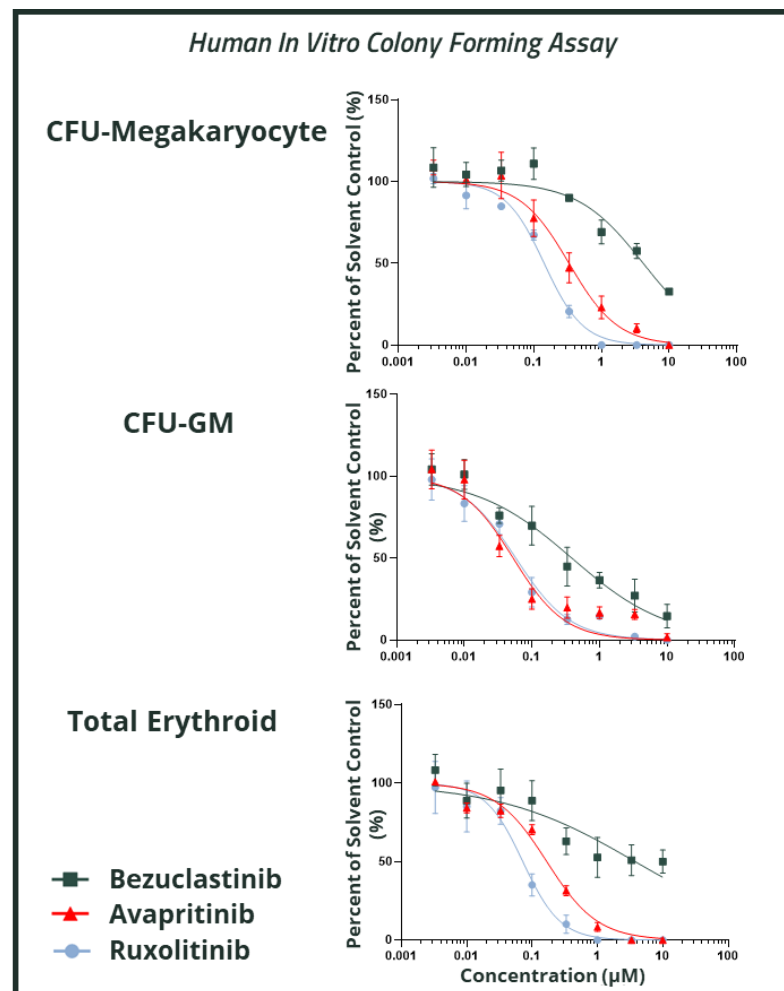 Human In Vitro Colony Forming Assay
CFU-Megakaryocyte
Percent of Solvent Control (%)
150
100
50
0
0.001 0.01 0.1 1 10 100
CFU-GM
Percent of Solvent Control
(%)
150
100
50
0
0.001 0.01 0.1 1 10 100
Total Erythroid
Percent of Solvent Control
(%)
150
100
50
0
0.001 0.01 0.1 1 10 100
Concentration (µM)
Bezuclastinib
Avapritinib
Ruxolitinib